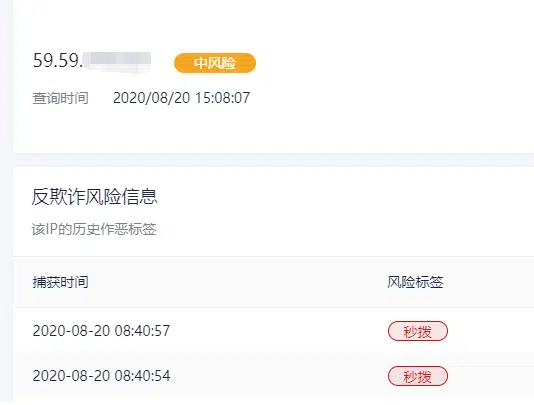 59.59. 中风险
查询时间 2020/08/20 15:08:07
反欺诈风险信息
该IP的历史作恶标签
捕获时间 风险标签
2020-08-20 08:40:57 秒拨
2020-08-20 08:40:54 秒拨